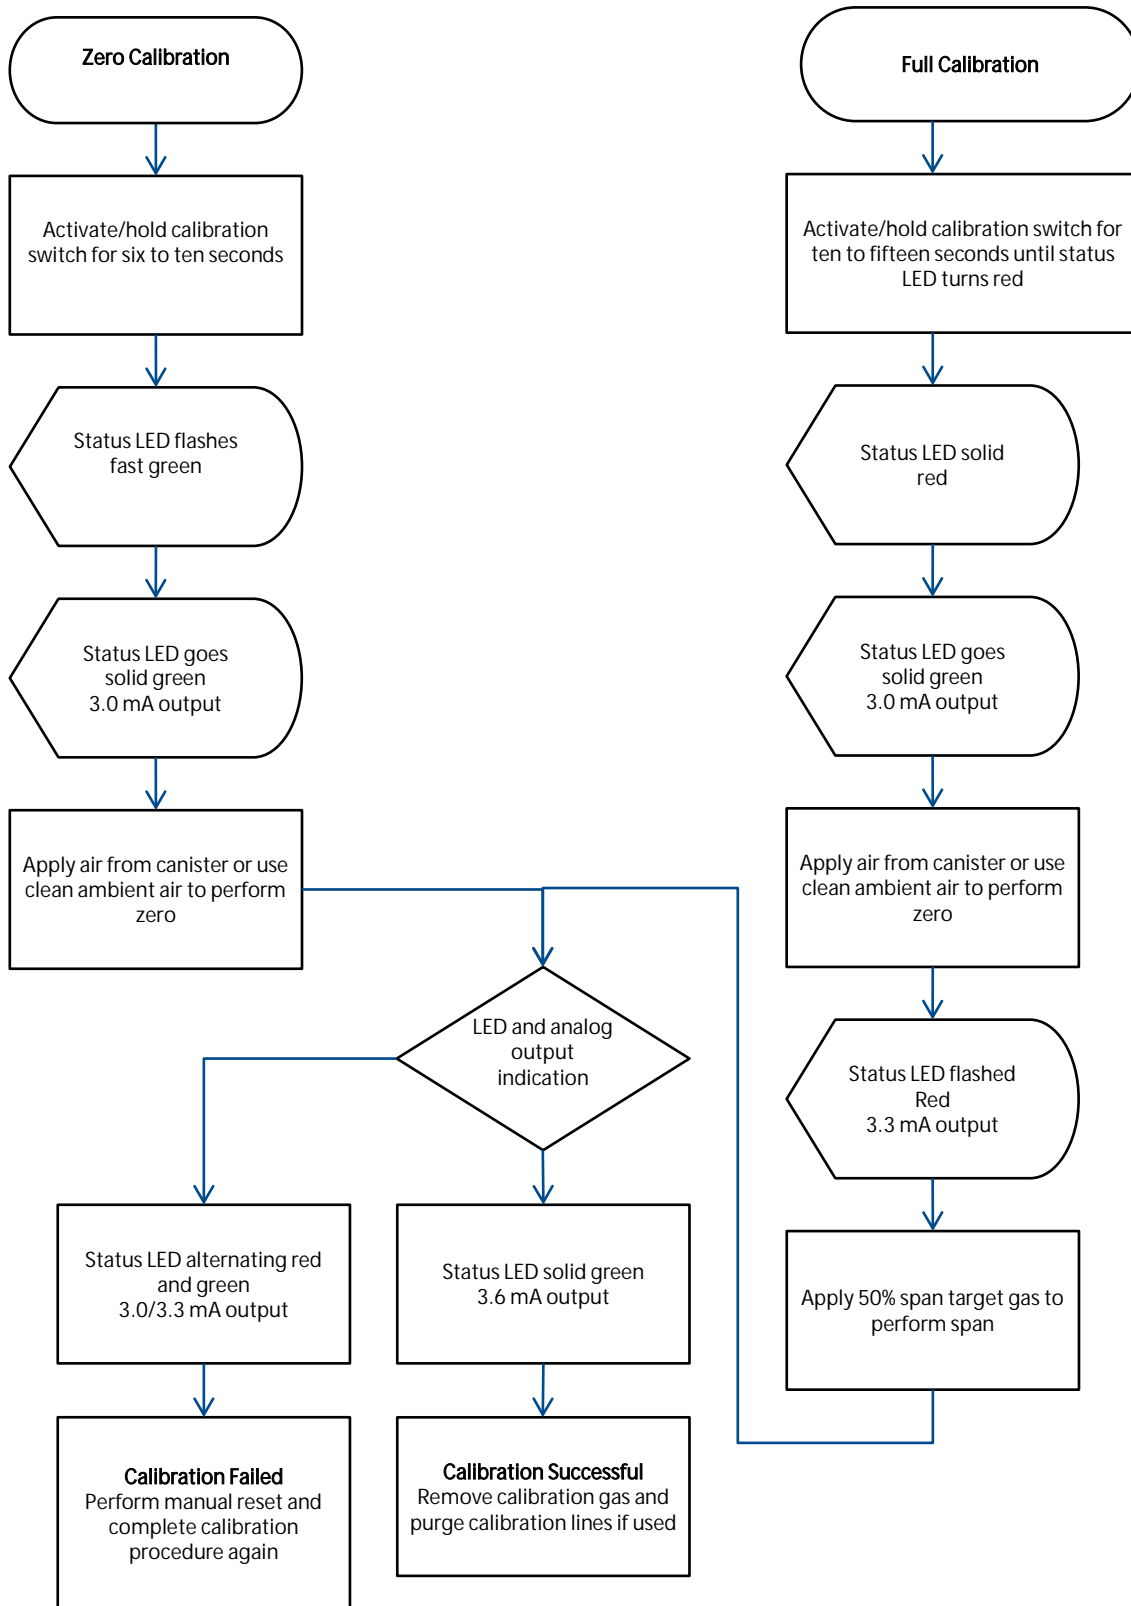 Zero Calibration
Activate/hold calibration
switch for six to ten seconds
Status LED flashes
fast green
Status LED goes
solid green
3.0 mA output
Apply air from canister or use
clean ambient air to perform
zero
Full Calibration
Activate/hold calibration switch for
ten to fifteen seconds until status
LED turns red
Status LED solid
red
Status LED goes
solid green
3.0 mA output
Apply air from canister or use
clean ambient air to perform
zero
Status LED flashed
Red
3.3 mA output
Apply 50% span target gas to
perform span
LED and analog
output
indication
Status LED alternating red
and green
3.0/3.3 mA output
Calibration Failed
Perform manual reset and
complete calibration
procedure again
Status LED solid green
3.6 mA output
Calibration Successful
Remove calibration gas and
purge calibration lines if used